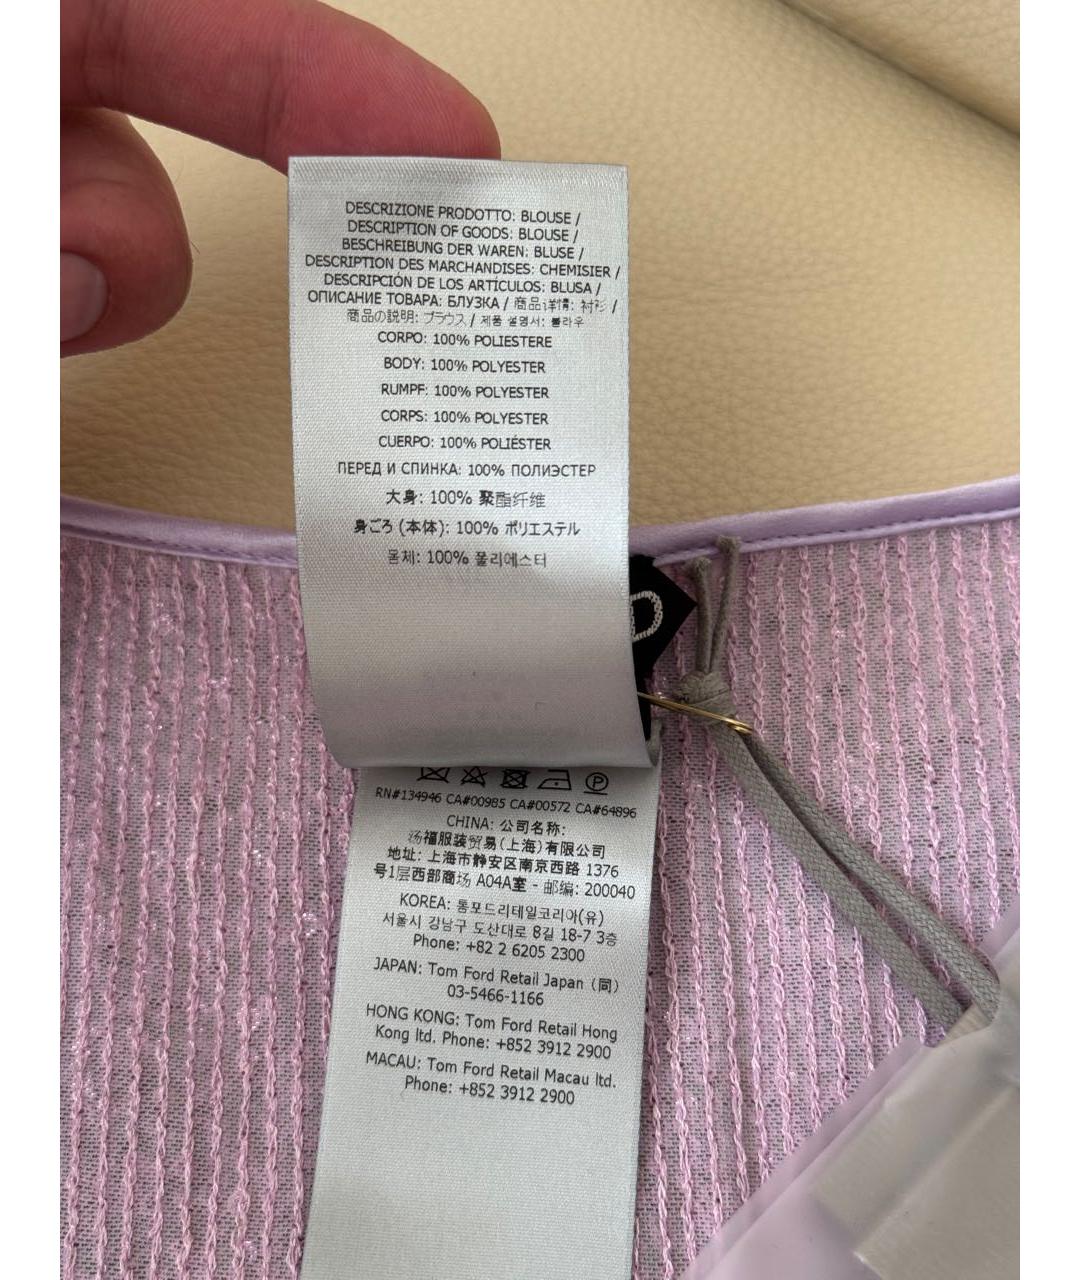 DESCRIZIONE PRODOTTO: BLOUSE /
DESCRIPTION OF GOODS: BLOUSE /
BESCHREIBUNG DER WAREN: BLUSE /
DESCRIPTION DES MARCHANDISES: CHEMISIER /
DESCRIPCIÓN DE LOS ARTÍCULOS: BLUSA /
ОПИСАНИЕ ТОВАРА: БЛУЗКА / 商品详情: 衬衫 /
商品の説明: ブラウス / 제품 설명서: 블라우
CORPO: 100% POLIESTERE
BODY: 100% POLYESTER
RUMPF: 100% POLYESTER
CORPS: 100% POLYESTER
CUERPO: 100% POLIÉSTER
ПЕРЕД И СПИНКА: 100% ПОЛИЭСТЕР
大身: 100% 聚酯纤维
身ごろ (本体): 100% ポリエステル
몸체: 100% 폴리에스터
RN#134946 CA#00985 CA#00572 CA#64896
CHINA: 公司名称:
汤福服装贸易(上海)有限公司
地址: 上海市静安区南京西路 1376
号1层西部商场 A04A室 - 邮编: 200040
KOREA: 톰포드리테일코리아(유)
서울시 강남구 도산대로 8길 18-7 3층
Phone: +82 2 6205 2300
JAPAN: Tom Ford Retail Japan (同)
03-5466-1166
HONG KONG: Tom Ford Retail Hong
Kong ltd. Phone: +852 3912 2900
MACAU: Tom Ford Retail Macau ltd.
Phone: +852 3912 2900